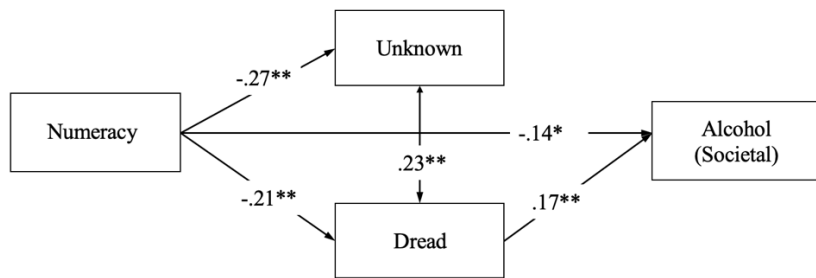 Unknown
-.27**
Numeracy
-.14*
Alcohol
(Societal)
.23**
-.21**
.17**
Dread